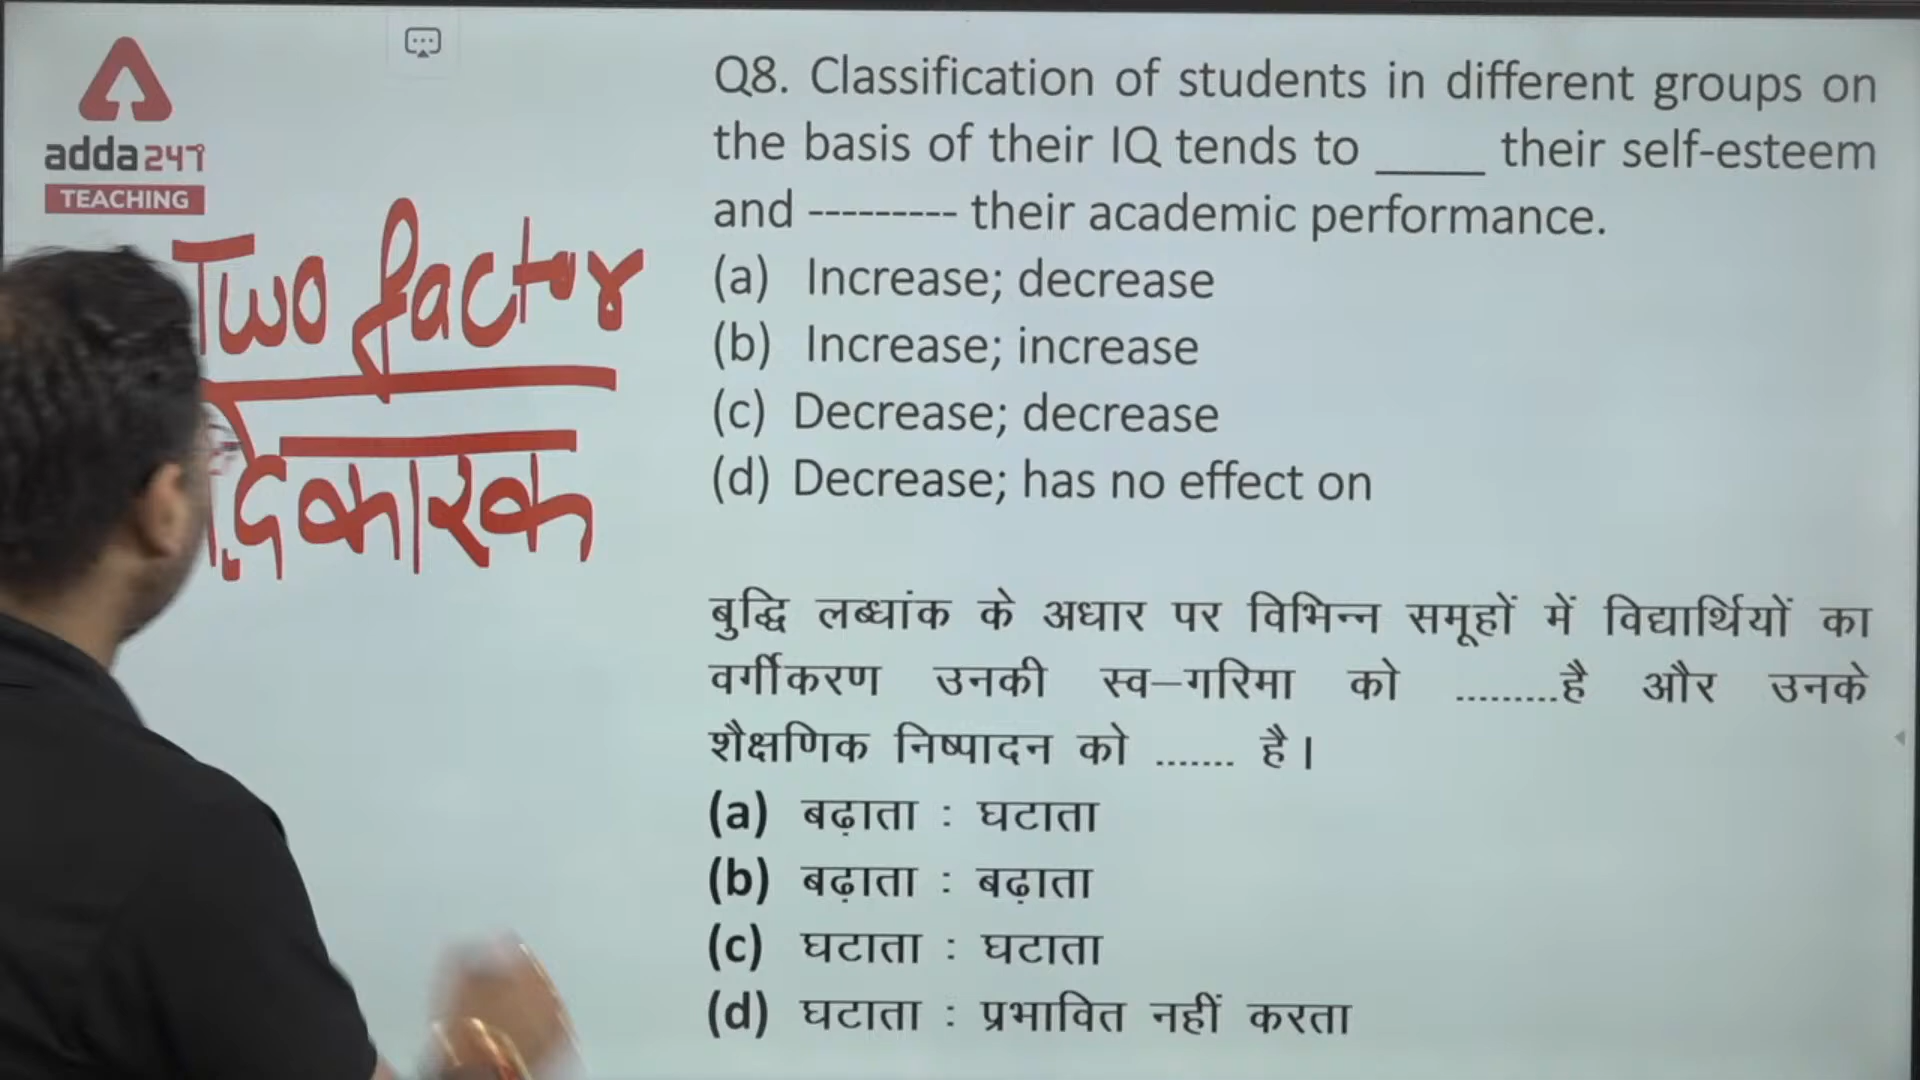 adda247
TEACHING
Two factor
द्विकारक
Q8. Classification of students in different groups on
the basis of their IQ tends to _____ their self-esteem
and --------- their academic performance.
(a) Increase; decrease
(b) Increase; increase
(c) Decrease; decrease
(d) Decrease; has no effect on
बुद्धि लब्धांक के अधार पर विभिन्न समूहों में विद्यार्थियों का
वर्गीकरण उनकी स्व–गरिमा को .........है और उनके
शैक्षणिक निष्पादन को ....... है।
(a) बढ़ाता : घटाता
(b) बढ़ाता : बढ़ाता
(c) घटाता : घटाता
(d) घटाता : प्रभावित नहीं करता